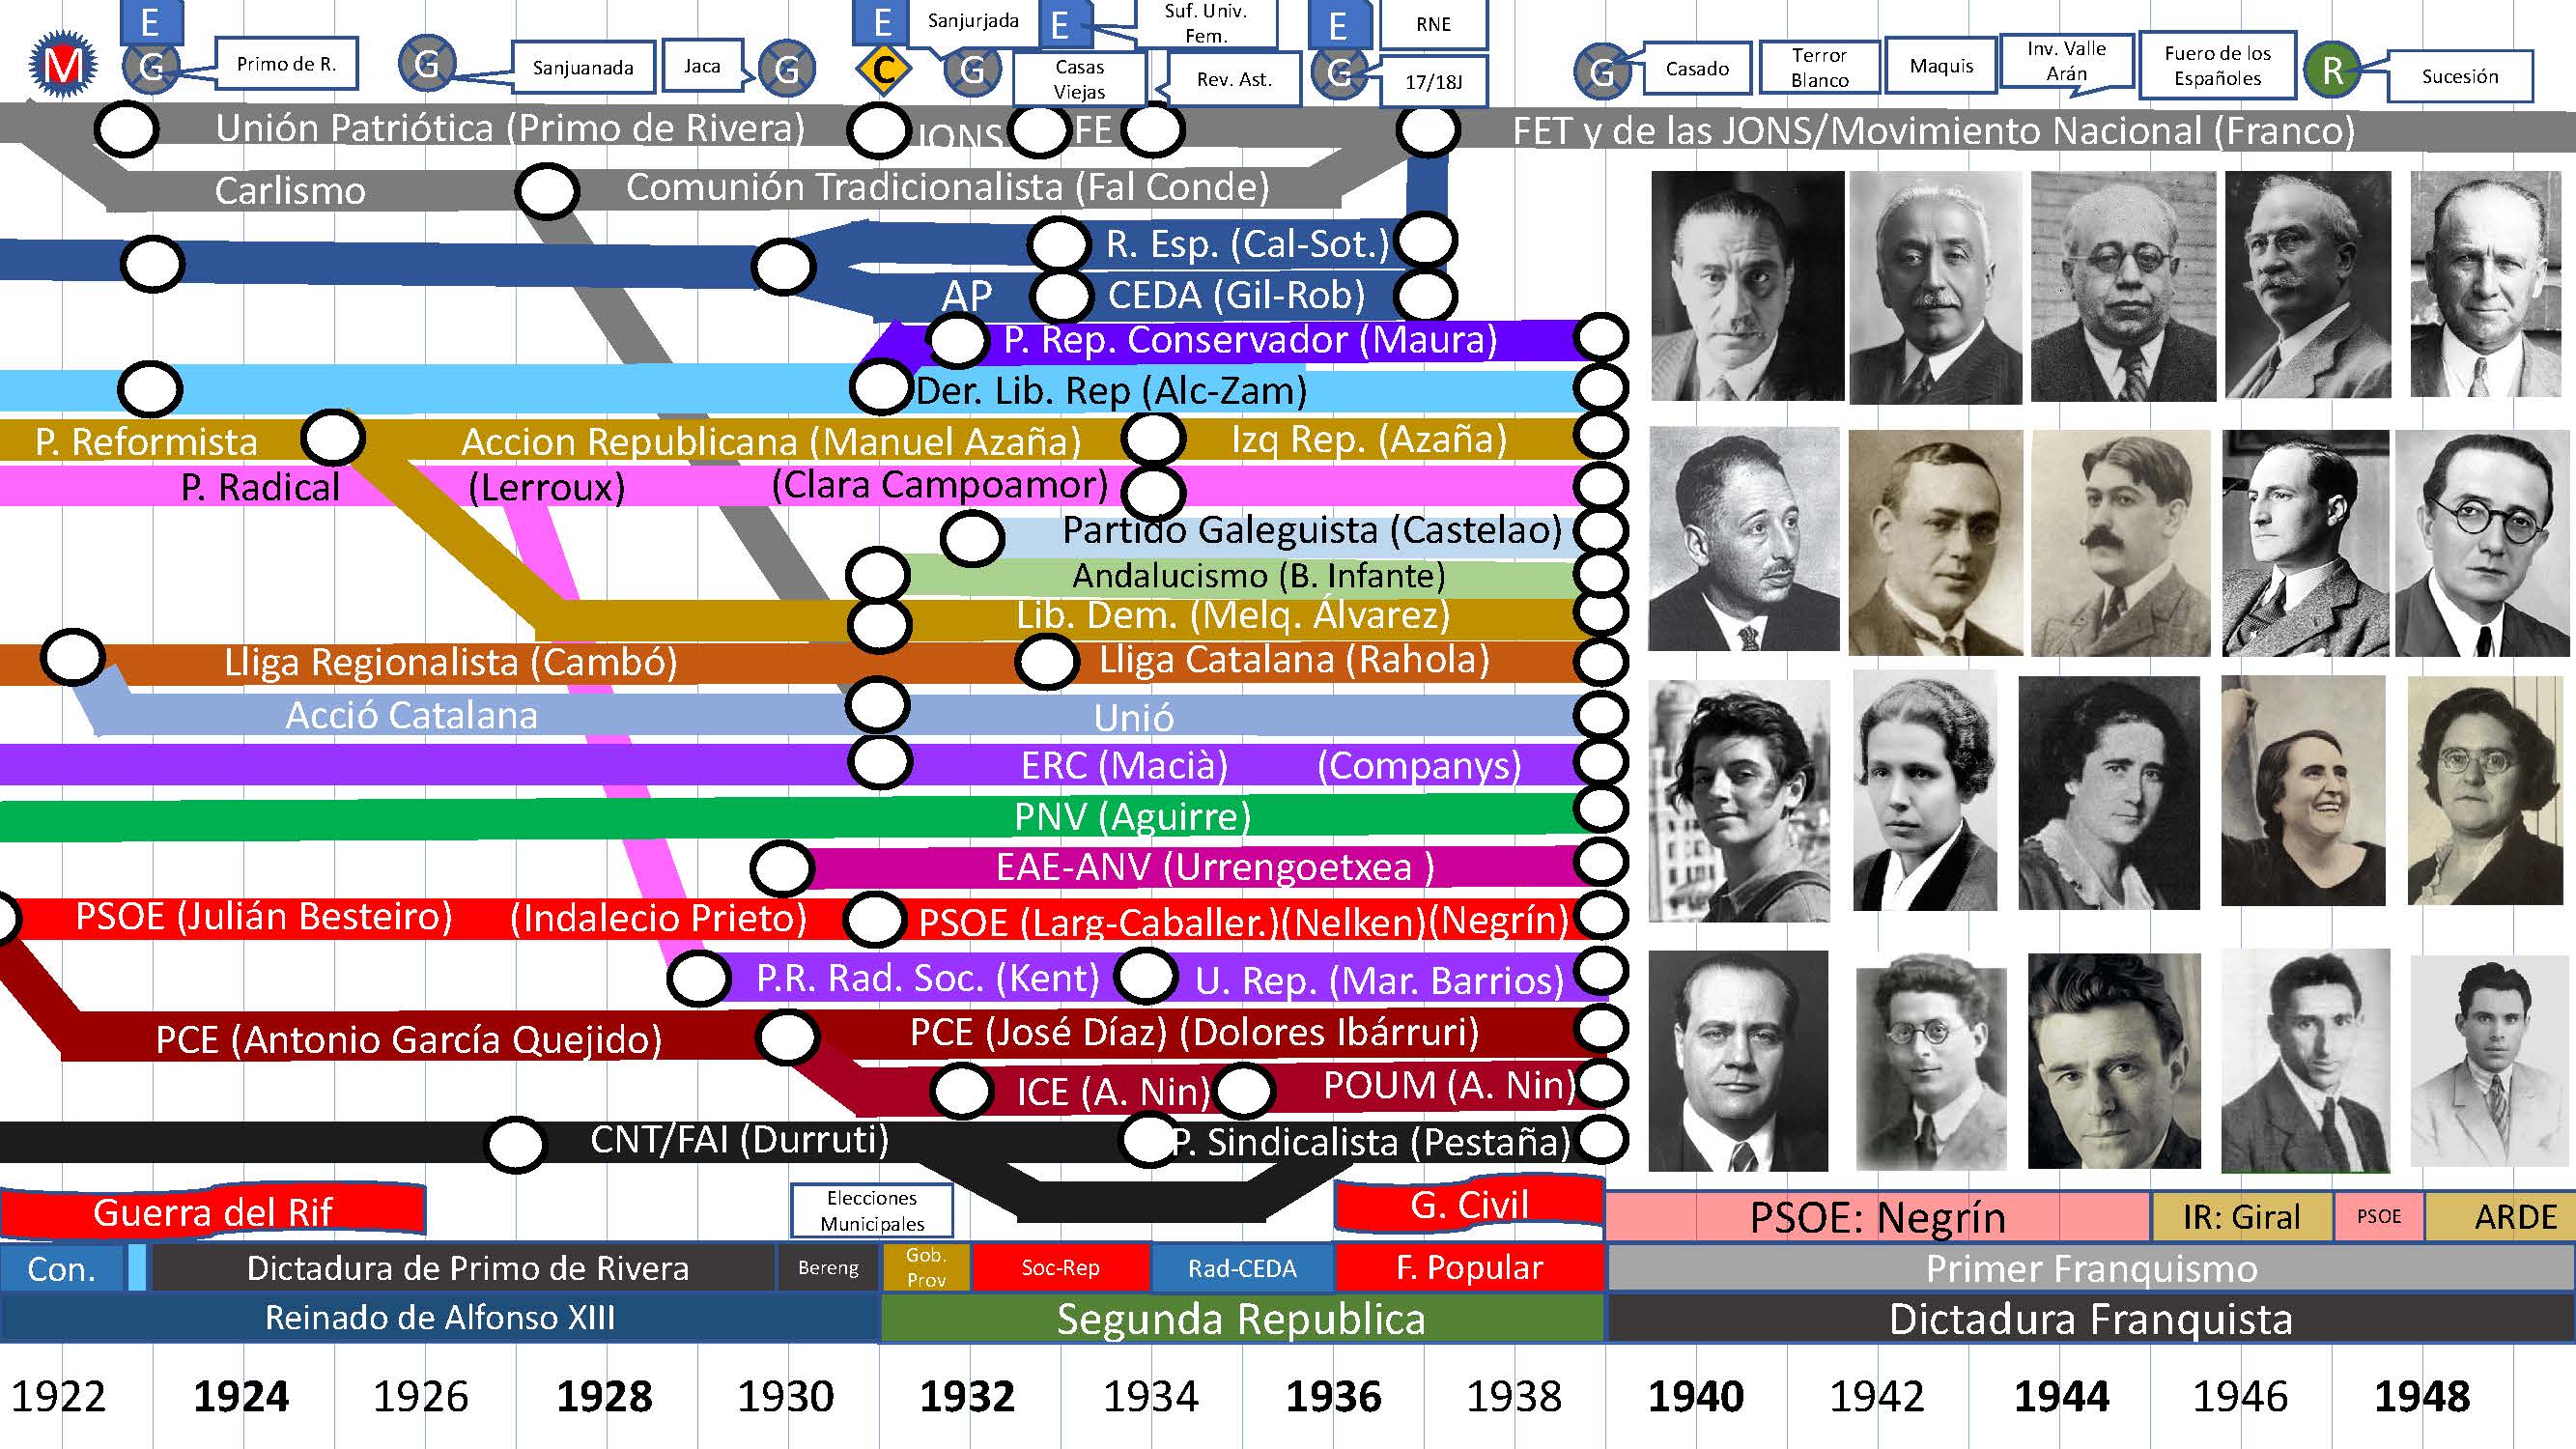 E
E
Sanjurjada
E
Suf. Univ.
Fem.
E
RNE
M
G
Primo de R.
G
Sanjuanada
Jaca
G
C
G
Casas
Viejas
Rev. Ast.
G
17/18J
G
Casado
Terror
Blanco
Maquis
Inv. Valle
Arán
Fuero de los
Españoles
R
Sucesión
Unión Patriótica (Primo de Rivera)
JONS
FE
FET y de las JONS/Movimiento Nacional (Franco)
Carlismo
Comunión Tradicionalista (Fal Conde)
R. Esp. (Cal-Sot.)
AP
CEDA (Gil-Rob)
P. Rep. Conservador (Maura)
Der. Lib. Rep (Alc-Zam)
P. Reformista
Accion Republicana (Manuel Azaña)
Izq Rep. (Azaña)
P. Radical
(Lerroux)
(Clara Campoamor)
Partido Galeguista (Castelao)
Andalucismo (B. Infante)
Lib. Dem. (Melq. Álvarez)
Lliga Regionalista (Cambó)
Lliga Catalana (Rahola)
Acció Catalana
Unió
ERC (Macià)
(Companys)
PNV (Aguirre)
EAE-ANV (Urrengoetxea )
PSOE (Julián Besteiro)
(Indalecio Prieto)
PSOE (Larg-Caballer.)(Nelken)(Negrín)
P.R. Rad. Soc. (Kent)
U. Rep. (Mar. Barrios)
PCE (Antonio García Quejido)
PCE (José Díaz) (Dolores Ibárruri)
ICE (A. Nin)
POUM (A. Nin)
CNT/FAI (Durruti)
P. Sindicalista (Pestaña)
Guerra del Rif
Elecciones
Municipales
G. Civil
PSOE: Negrín
IR: Giral
PSOE
ARDE
Con.
Dictadura de Primo de Rivera
Bereng
Gob.
Prov
Soc-Rep
Rad-CEDA
F. Popular
Primer Franquismo
Reinado de Alfonso XIII
Segunda Republica
Dictadura Franquista
1922
1924
1926
1928
1930
1932
1934
1936
1938
1940
1942
1944
1946
1948